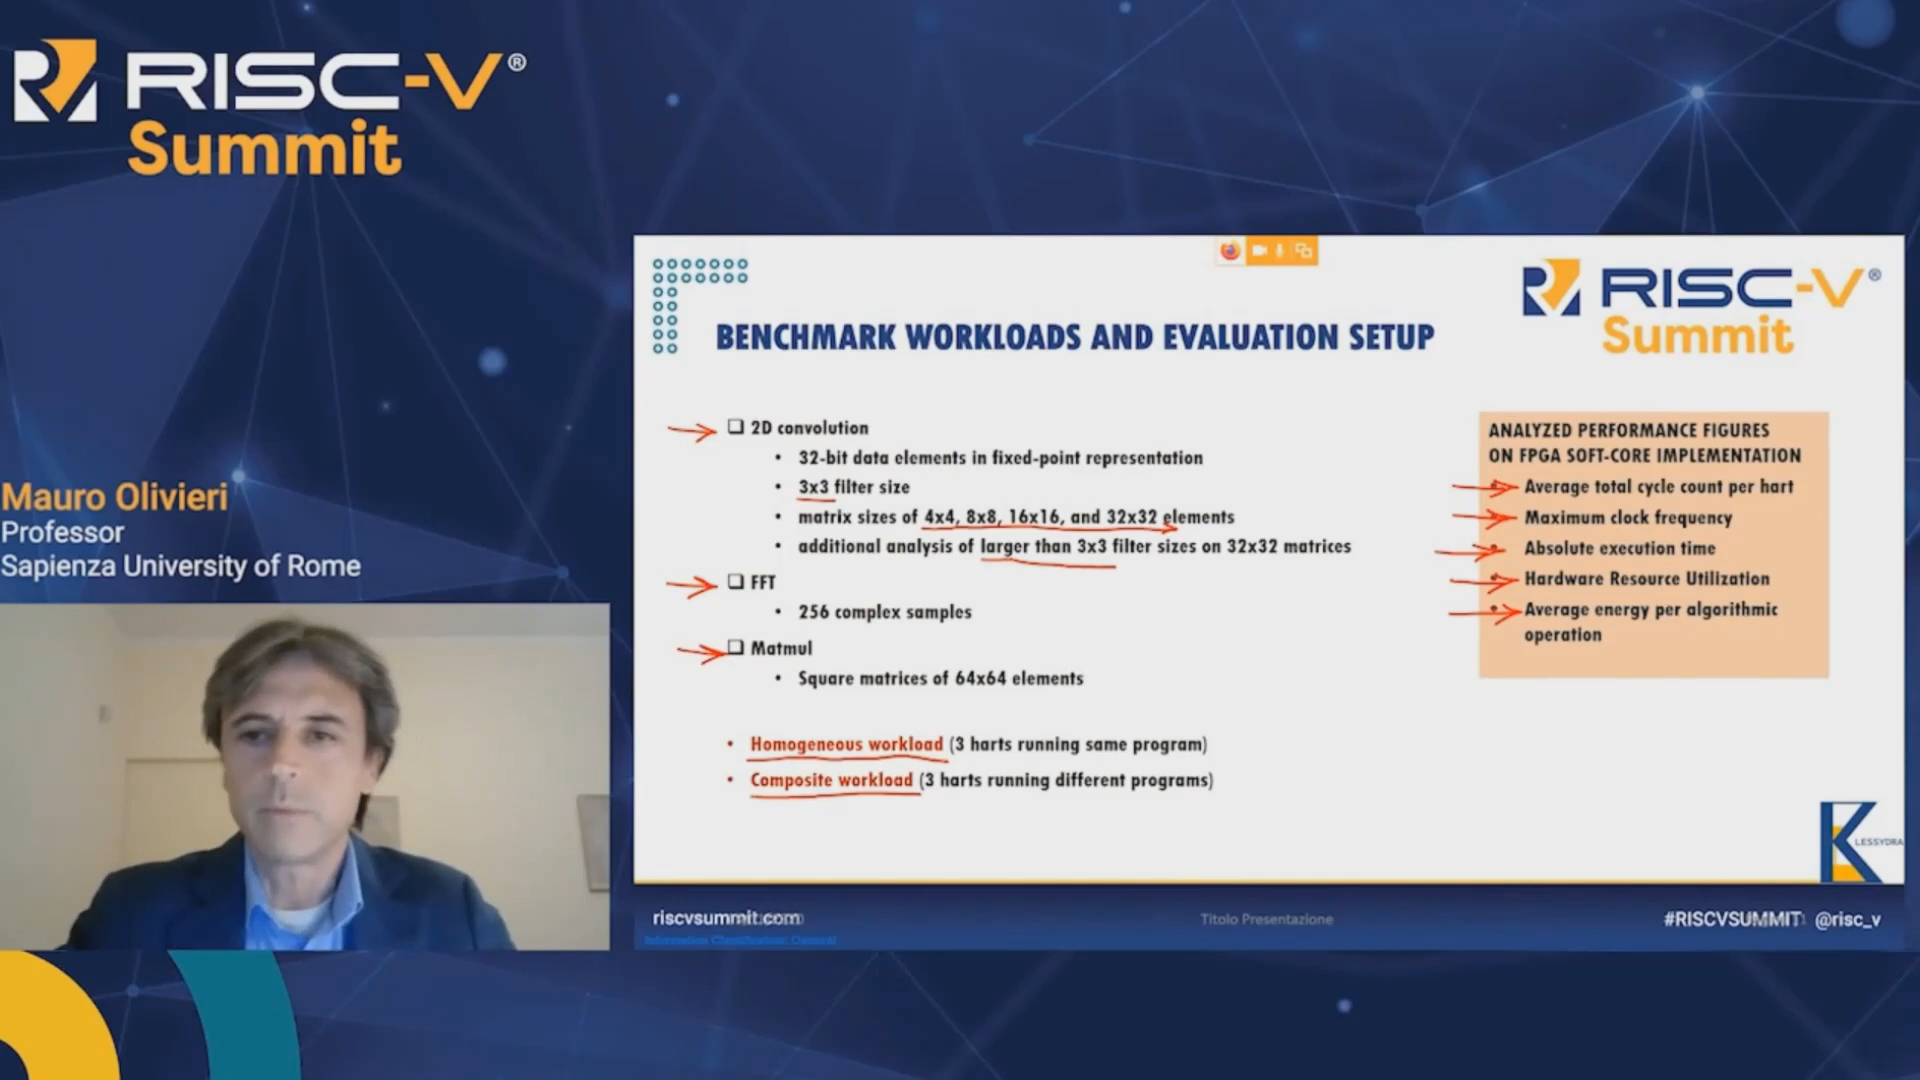 RISC-V®
Summit
Mauro Olivieri
Professor
Sapienza University of Rome
RISC-V®
Summit
BENCHMARK WORKLOADS AND EVALUATION SETUP
2D convolution
• 32-bit data elements in fixed-point representation
• 3x3 filter size
• matrix sizes of 4x4, 8x8, 16x16, and 32x32 elements
• additional analysis of larger than 3x3 filter sizes on 32x32 matrices
FFT
• 256 complex samples
Matmul
• Square matrices of 64x64 elements
• Homogeneous workload (3 harts running same program)
• Composite workload (3 harts running different programs)
ANALYZED PERFORMANCE FIGURES
ON FPGA SOFT-CORE IMPLEMENTATION
• Average total cycle count per hart
• Maximum clock frequency
• Absolute execution time
• Hardware Resource Utilization
• Average energy per algorithmic
operation
KLESSYDRA
riscvsummit.com
Titolo Presentazione
#RISCVSUMMIT @risc_v
Information Classification: General